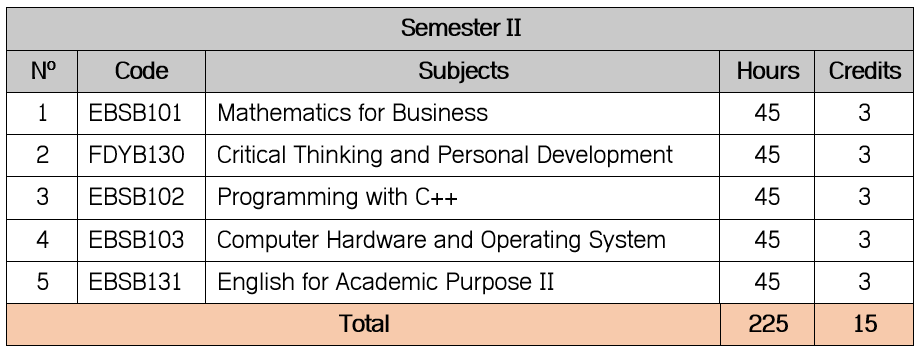 Semester II
Nº Code Subjects Hours Credits
1 EBSB101 Mathematics for Business 45 3
2 FDYB130 Critical Thinking and Personal Development 45 3
3 EBSB102 Programming with C++ 45 3
4 EBSB103 Computer Hardware and Operating System 45 3
5 EBSB131 English for Academic Purpose II 45 3
Total 225 15